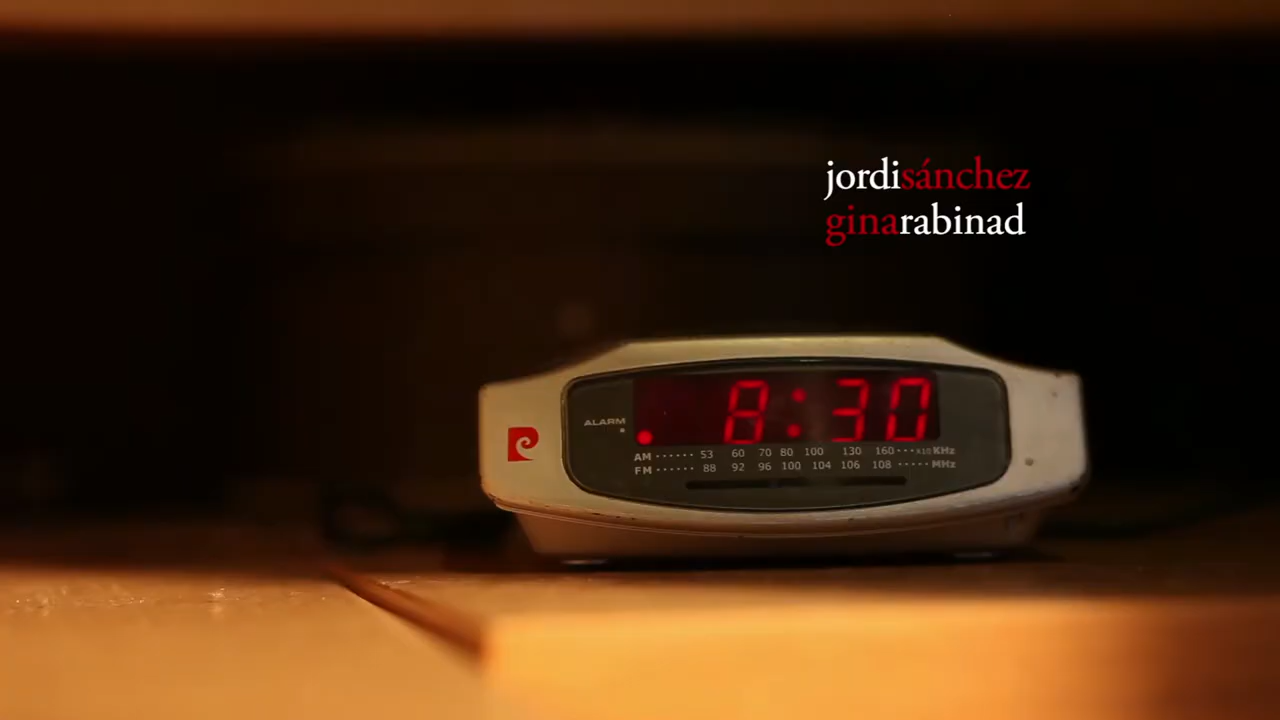 jordisánchez
ginarabinad
8:30
ALARM
AM 53 60 70 80 100 130 160 x10 KHz
FM 88 92 96 100 104 106 108 MHz